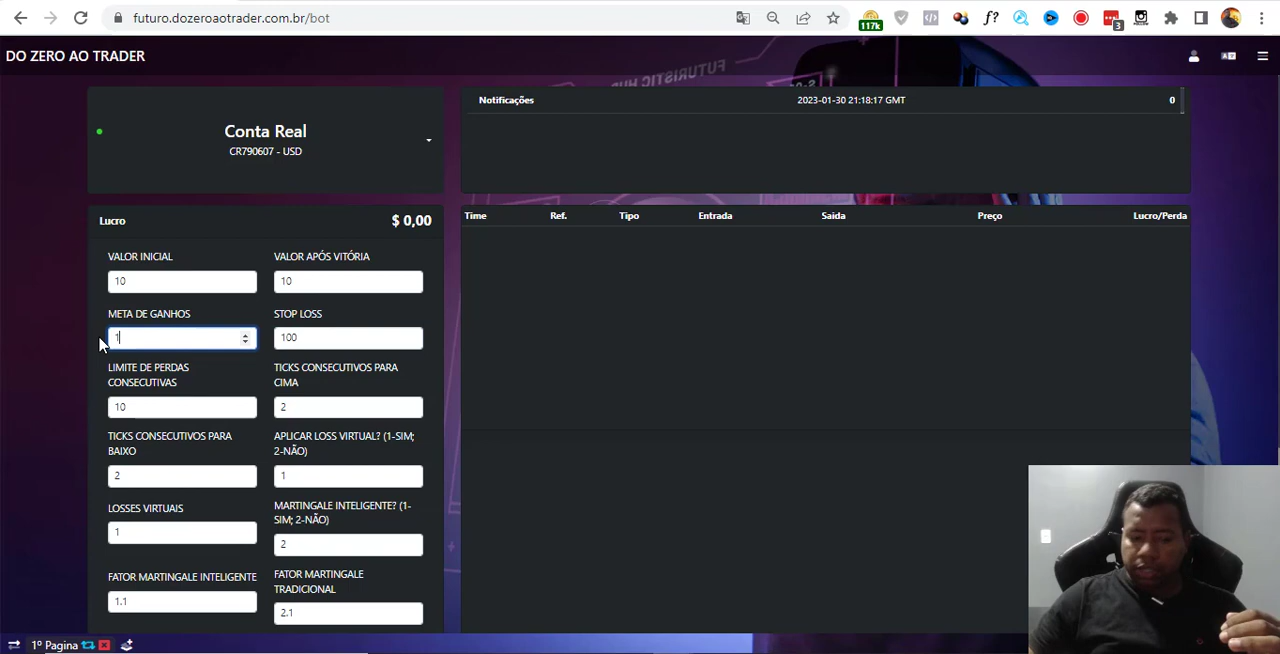 futuro.dozeroaotrader.com.br/bot
117k
3
DO ZERO AO TRADER
Conta Real
CR790607 - USD
Notificações 2023-01-30 21:18:17 GMT 0
Lucro $ 0,00
Time Ref. Tipo Entrada Saida Preço Lucro/Perda
VALOR INICIAL VALOR APÓS VITÓRIA
10 10
META DE GANHOS STOP LOSS
1 100
LIMITE DE PERDAS
CONSECUTIVAS
TICKS CONSECUTIVOS PARA
CIMA
10 2
TICKS CONSECUTIVOS PARA
BAIXO
APLICAR LOSS VIRTUAL? (1-SIM;
2-NÃO)
2 1
LOSSES VIRTUAIS
MARTINGALE INTELIGENTE? (1-
SIM; 2-NÃO)
1 2
FATOR MARTINGALE INTELIGENTE
FATOR MARTINGALE
TRADICIONAL
1.1 2.1
1º Pagina